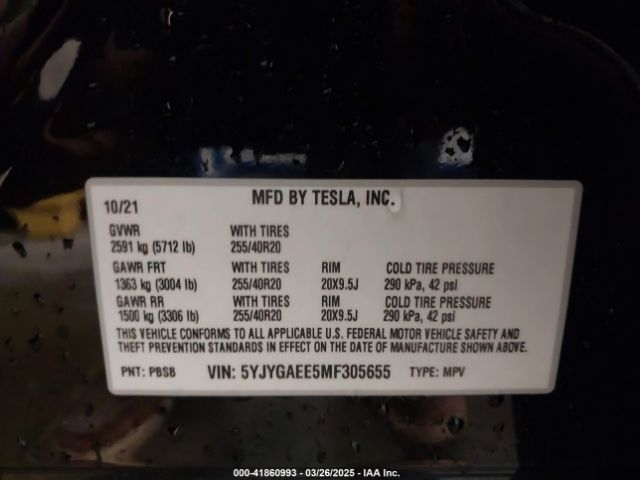 MFD BY TESLA, INC.
10/21
GVWR WITH TIRES
2591 kg (5712 lb) 255/40R20
GAWR FRT WITH TIRES RIM COLD TIRE PRESSURE
1363 kg (3004 lb) 255/40R20 20X9.5J 290 kPa, 42 psi
GAWR RR WITH TIRES RIM COLD TIRE PRESSURE
1500 kg (3306 lb) 255/40R20 20X9.5J 290 kPa, 42 psi
THIS VEHICLE CONFORMS TO ALL APPLICABLE U.S. FEDERAL MOTOR VEHICLE SAFETY AND
THEFT PREVENTION STANDARDS IN EFFECT ON THE DATE OF MANUFACTURE SHOWN ABOVE.
PNT: PBSB VIN: 5YJYGAEE5MF305655 TYPE: MPV
000-41860993 — 03/26/2025 — IAA Inc.